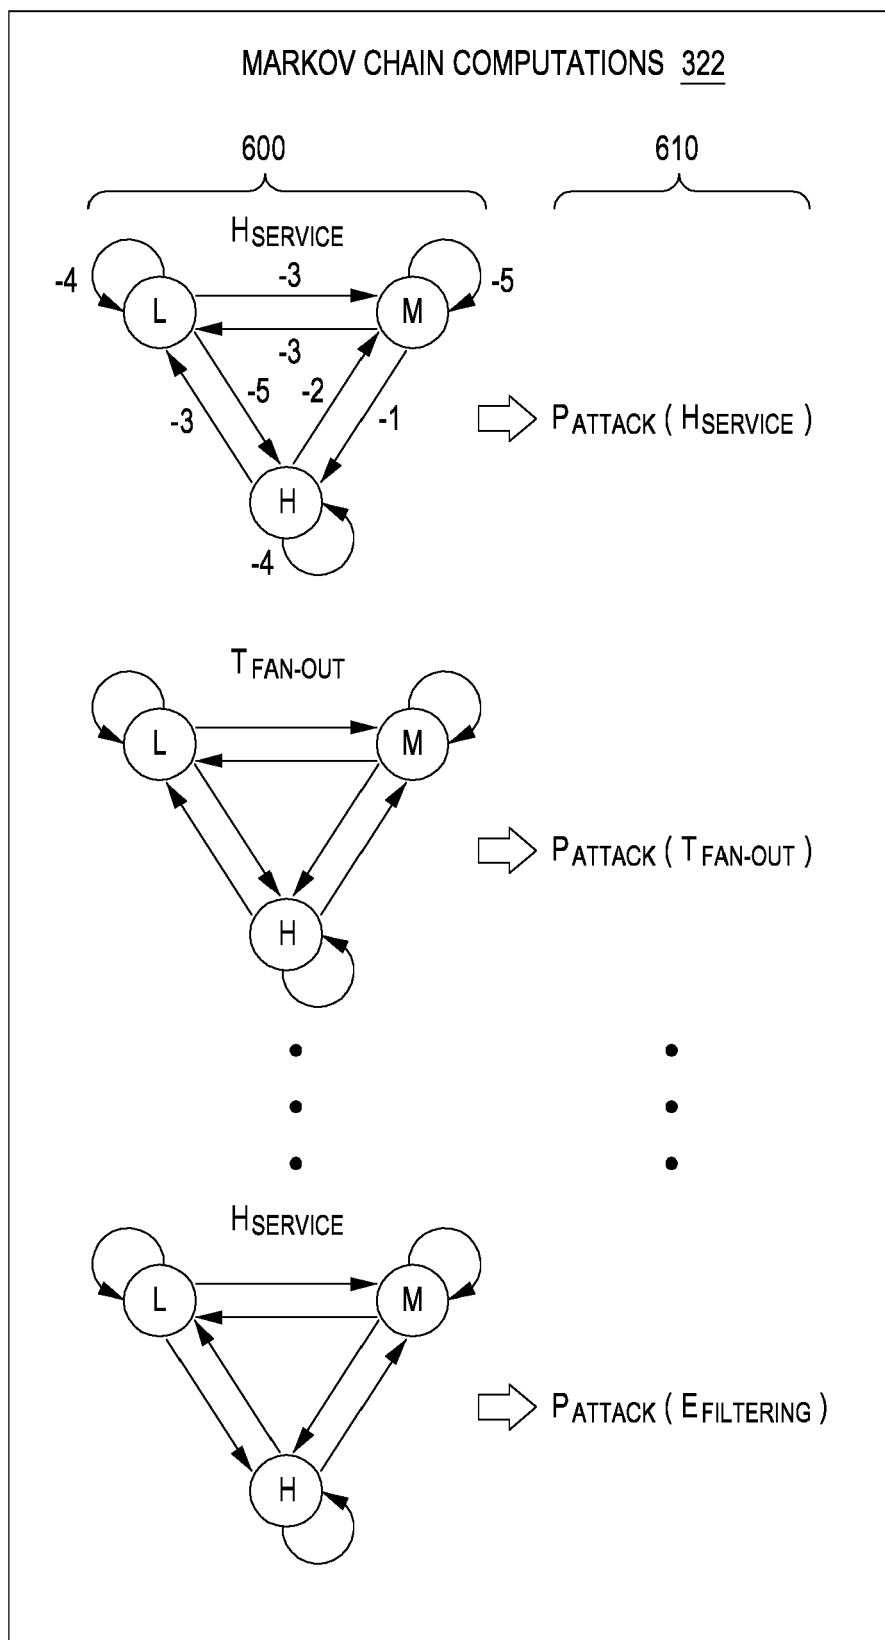 MARKOV CHAIN COMPUTATIONS 322
600 610
HSERVICE
-4 -3 -5
L M
-3
-5 -2
-3 -1
PATTACK ( HSERVICE )
H
-4
TFAN-OUT
L M
PATTACK ( TFAN-OUT )
H
HSERVICE
L M
PATTACK ( EFILTERING )
H